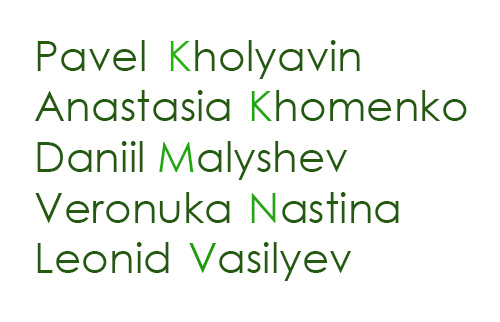 Pavel Kholyavin
Anastasia Khomenko
Daniil Malyshev
Veronuka Nastina
Leonid Vasilyev